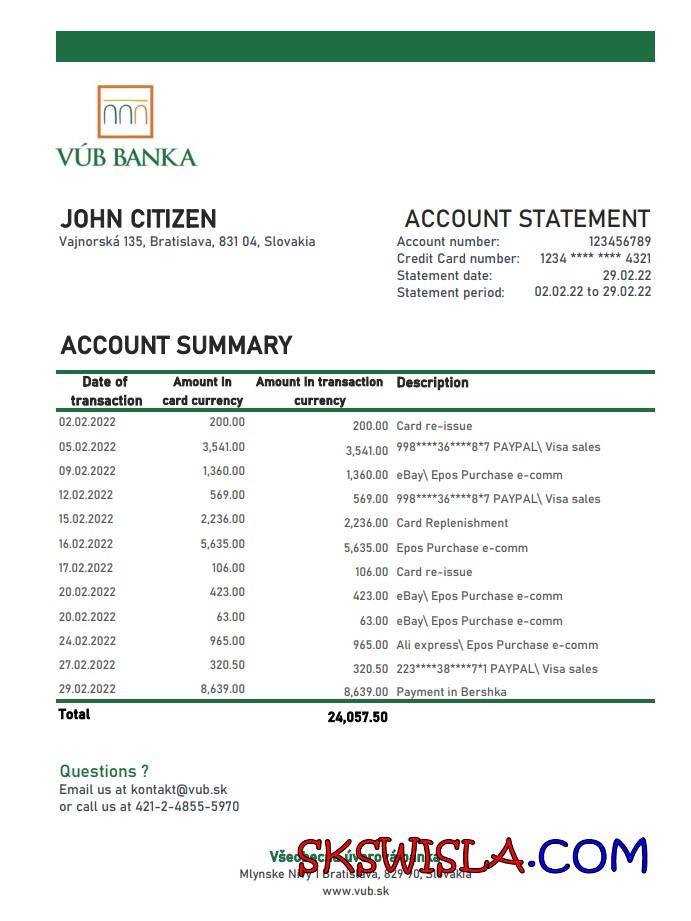 VÚB BANKA
JOHN CITIZEN
Vajnorská 135, Bratislava, 831 04, Slovakia
ACCOUNT STATEMENT
Account number: 123456789
Credit Card number: 1234 **** **** 4321
Statement date: 29.02.22
Statement period: 02.02.22 to 29.02.22
ACCOUNT SUMMARY
Date of transaction Amount in card currency Amount in transaction currency Description
02.02.2022 200.00 200.00 Card re-issue
05.02.2022 3,541.00 3,541.00 998****36****8*7 PAYPAL\ Visa sales
09.02.2022 1,360.00 1,360.00 eBay\ Epos Purchase e-comm
12.02.2022 569.00 569.00 998****36****8*7 PAYPAL\ Visa sales
15.02.2022 2,236.00 2,236.00 Card Replenishment
16.02.2022 5,635.00 5,635.00 Epos Purchase e-comm
17.02.2022 106.00 106.00 Card re-issue
20.02.2022 423.00 423.00 eBay\ Epos Purchase e-comm
20.02.2022 63.00 63.00 eBay\ Epos Purchase e-comm
24.02.2022 965.00 965.00 Ali express\ Epos Purchase e-comm
27.02.2022 320.50 320.50 223****38****7*1 PAYPAL\ Visa sales
29.02.2022 8,639.00 8,639.00 Payment in Bershka
Total 24,057.50
Questions ?
Email us at kontakt@vub.sk
or call us at 421-2-4855-5970
Všeobecná úverová banka
SKSWISLA.COM
Mlynske Nivy 1 Bratislava, 829 90, Slovakia
www.vub.sk